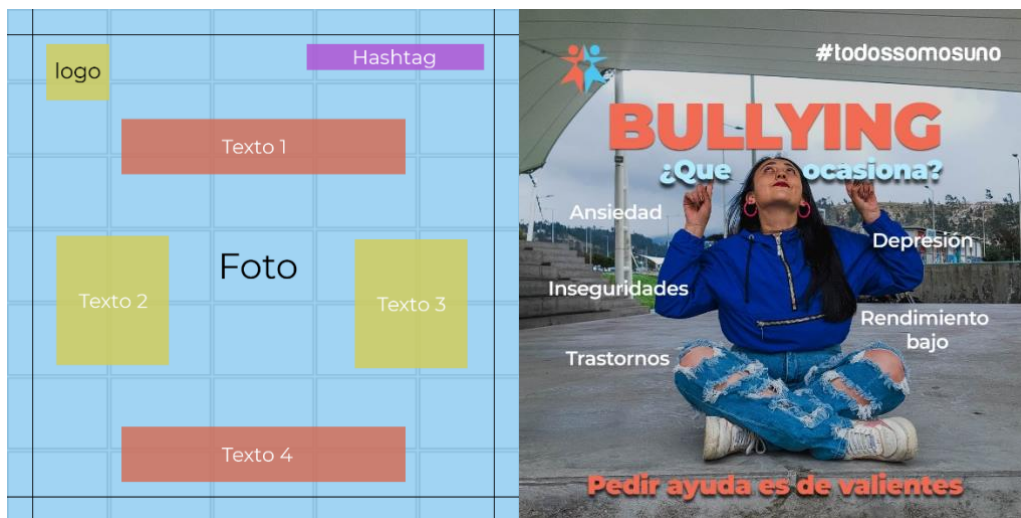 logo
Hashtag
Texto 1
Foto
Texto 2
Texto 3
Texto 4
#todossomosuno
BULLYING
¿Que ocasiona?
Ansiedad
Depresión
Inseguridades
Rendimiento
bajo
Trastornos
Pedir ayuda es de valientes